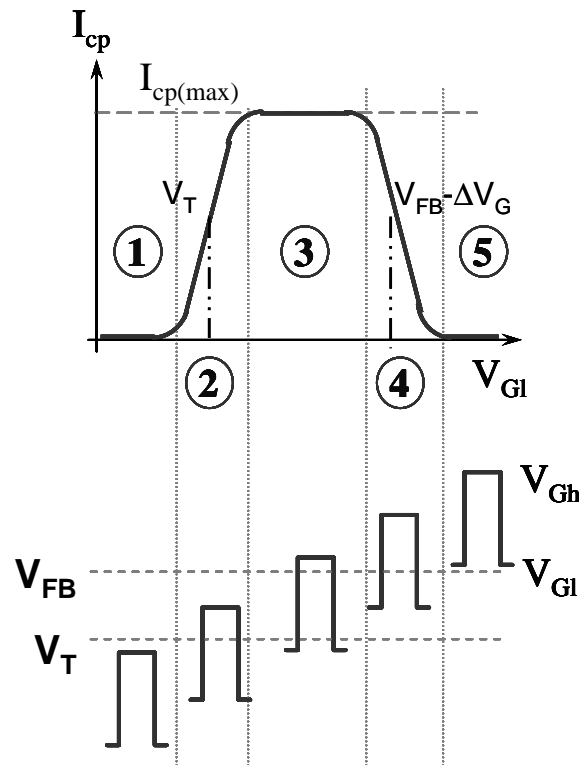 I_cp
I_cp(max)
V_T V_FB-ΔV_G
1 3 5
2 4 V_Gl
V_Gh
V_FB V_Gl
V_T